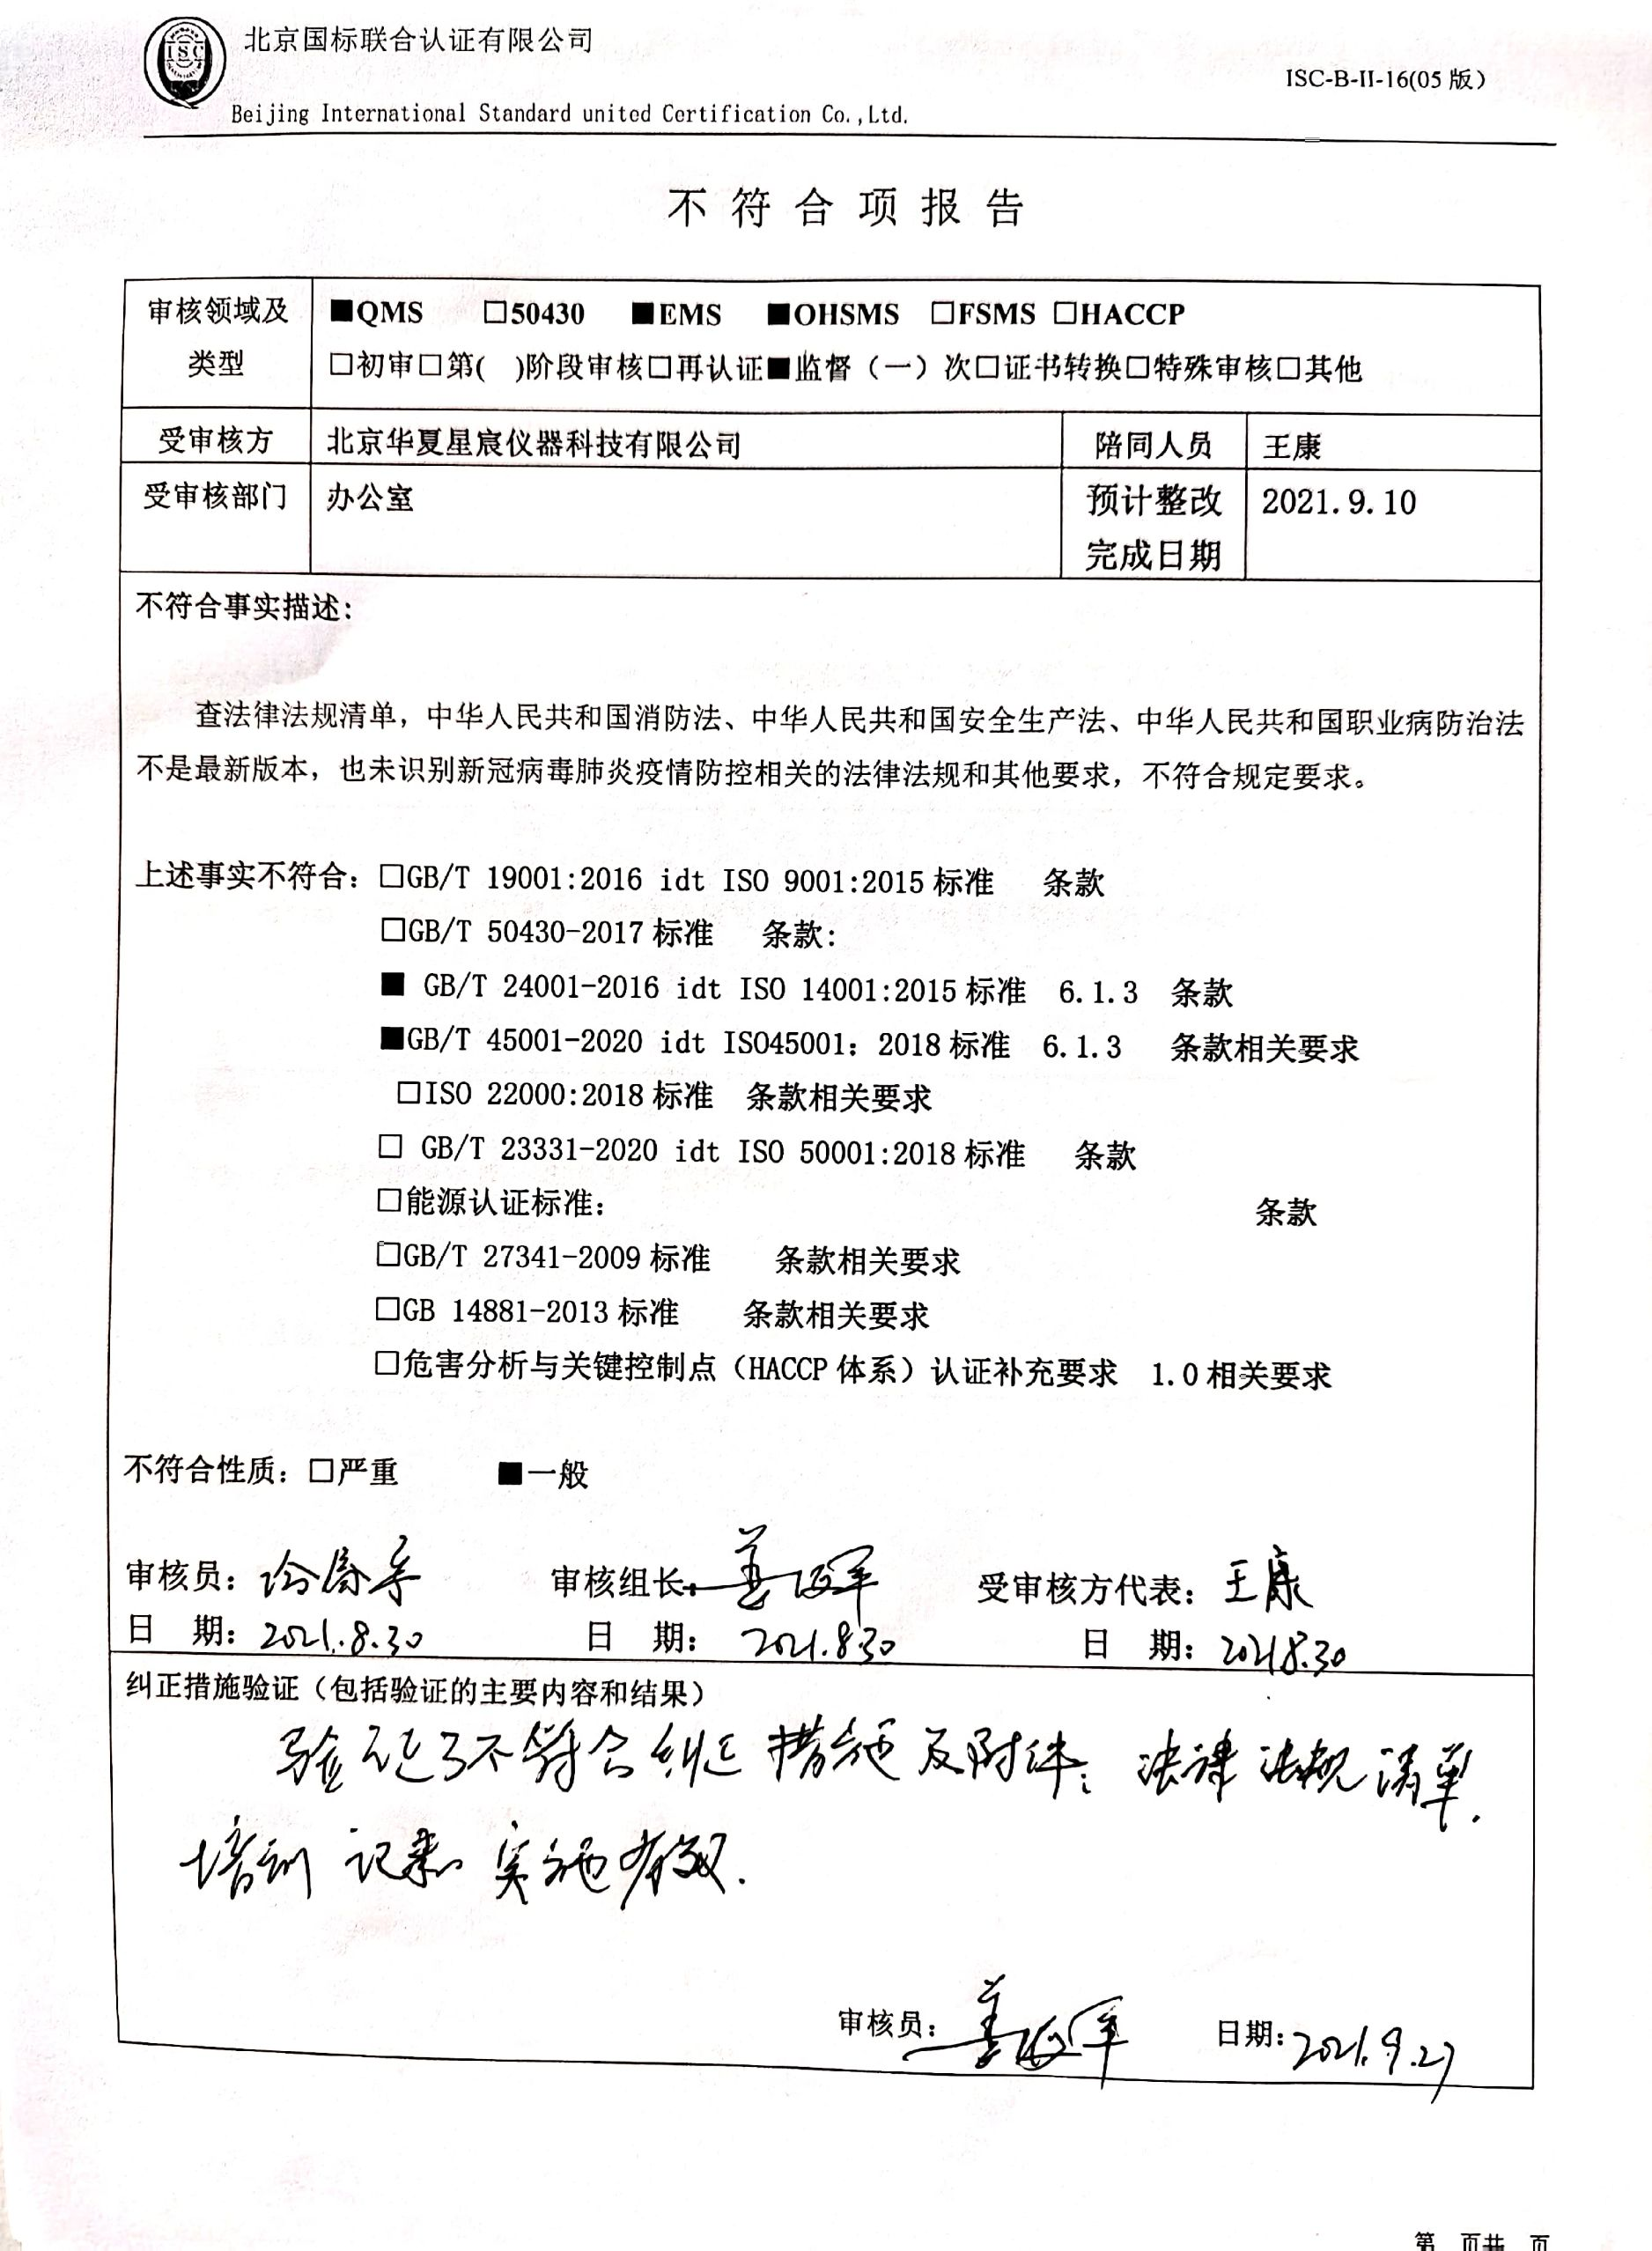 北京国标联合认证有限公司
ISC-B-II-16(05 版)
Beijing International Standard united Certification Co.,Ltd.
ISC
不符合项报告
审核领域及类型
■QMS □50430 ■EMS ■OHSMS □FSMS □HACCP
□初审□第( )阶段审核□再认证■监督（一）次□证书转换□特殊审核□其他
受审核方 北京华夏星宸仪器科技有限公司 陪同人员 王康
受审核部门 办公室 预计整改完成日期 2021.9.10
不符合事实描述：
查法律法规清单，中华人民共和国消防法、中华人民共和国安全生产法、中华人民共和国职业病防治法
不是最新版本，也未识别新冠病毒肺炎疫情防控相关的法律法规和其他要求，不符合规定要求。
上述事实不符合：□GB/T 19001:2016 idt ISO 9001:2015 标准 条款
□GB/T 50430-2017 标准 条款：
■ GB/T 24001-2016 idt ISO 14001:2015 标准 6.1.3 条款
■GB/T 45001-2020 idt ISO45001：2018 标准 6.1.3 条款相关要求
□ISO 22000:2018 标准 条款相关要求
□ GB/T 23331-2020 idt ISO 50001:2018 标准 条款
□能源认证标准： 条款
□GB/T 27341-2009 标准 条款相关要求
□GB 14881-2013 标准 条款相关要求
□危害分析与关键控制点（HACCP 体系）认证补充要求 1.0 相关要求
不符合性质：□严重 ■一般
审核员： 审核组长： 受审核方代表：王康
日 期：2021.8.30 日 期：2021.8.30 日 期：2021.8.30
纠正措施验证（包括验证的主要内容和结果）
验证了不符合纠正措施及附件：法律法规清单.
培训记录 实施有效.
审核员： 日期：2021.9.27
第 页共 页